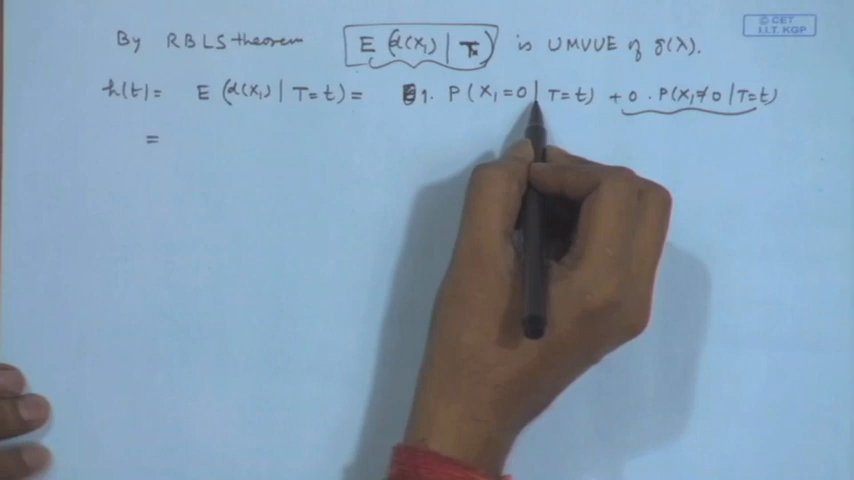 © CET
I.I.T. KGP
By RBLS theorem E (d(X₁) | T) is UMVUE of γ(λ).
h(t) = E (d(X₁) | T=t) = 1. P(X₁=0 | T=t) + 0 . P(X₁≠0 | T=t)
=